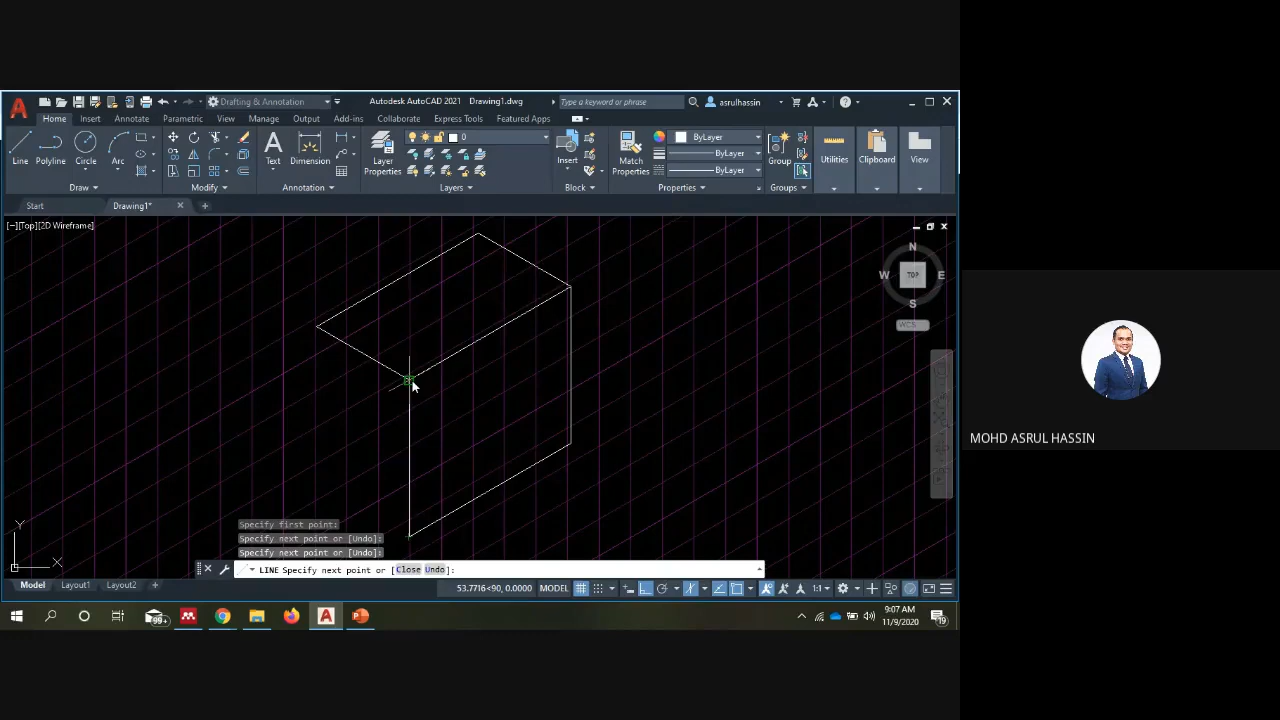 Drafting & Annotation
Autodesk AutoCAD 2021 Drawing1.dwg
Type a keyword or phrase
asrulhassin
Home Insert Annotate Parametric View Manage Output Add-ins Collaborate Express Tools Featured Apps
Line Polyline Circle Arc
Text Dimension
Layer Properties
0
Insert
Match Properties
ByLayer
ByLayer
ByLayer
Group
Utilities
Clipboard
View
Draw Modify Annotation Layers Block Properties Groups
Start Drawing1*
[−][Top][2D Wireframe]
N
W TOP E
S
WCS
MOHD ASRUL HASSIN
Specify first point:
Specify next point or [Undo]:
Specify next point or [Undo]:
LINE Specify next point or [Close Undo]:
Y
X
Model Layout1 Layout2
53.7716<90, 0.0000 MODEL
1:1
99+
9:07 AM
11/9/2020
19